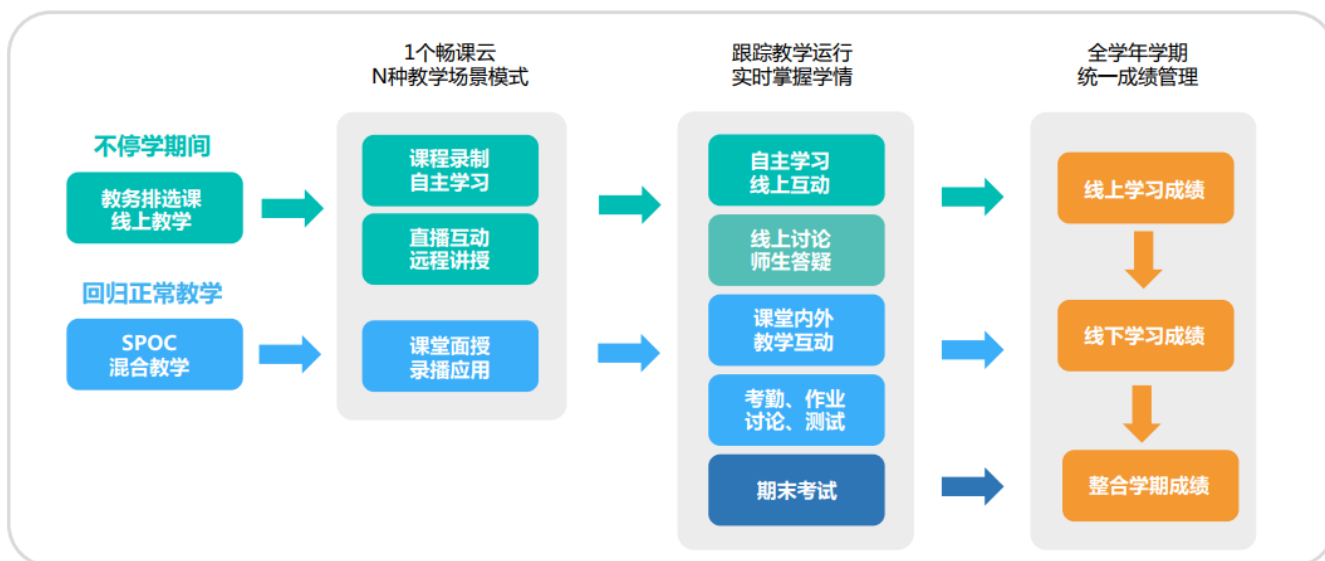 1个畅课云
N种教学场景模式
跟踪教学运行
实时掌握学情
全学年学期
统一成绩管理
不停学期间
教务排选课
线上教学
回归正常教学
SPOC
混合教学
课程录制
自主学习
直播互动
远程讲授
课堂面授
录播应用
自主学习
线上互动
线上讨论
师生答疑
课堂内外
教学互动
考勤、作业
讨论、测试
期末考试
线上学习成绩
线下学习成绩
整合学期成绩